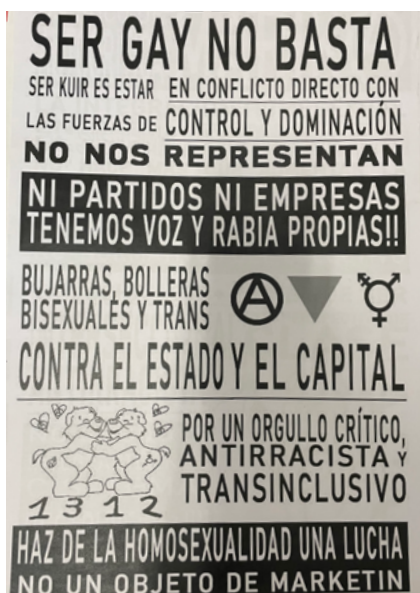 SER GAY NO BASTA
SER KUIR ES ESTAR EN CONFLICTO DIRECTO CON
LAS FUERZAS DE CONTROL Y DOMINACIÓN
NO NOS REPRESENTAN
NI PARTIDOS NI EMPRESAS
TENEMOS VOZ Y RABIA PROPIAS!!
BUJARRAS, BOLLERAS
BISEXUALES Y TRANS
A
CONTRA EL ESTADO Y EL CAPITAL
POR UN ORGULLO CRÍTICO,
ANTIRRACISTA Y
TRANSINCLUSIVO
1312
HAZ DE LA HOMOSEXUALIDAD UNA LUCHA
NO UN OBJETO DE MARKETIN